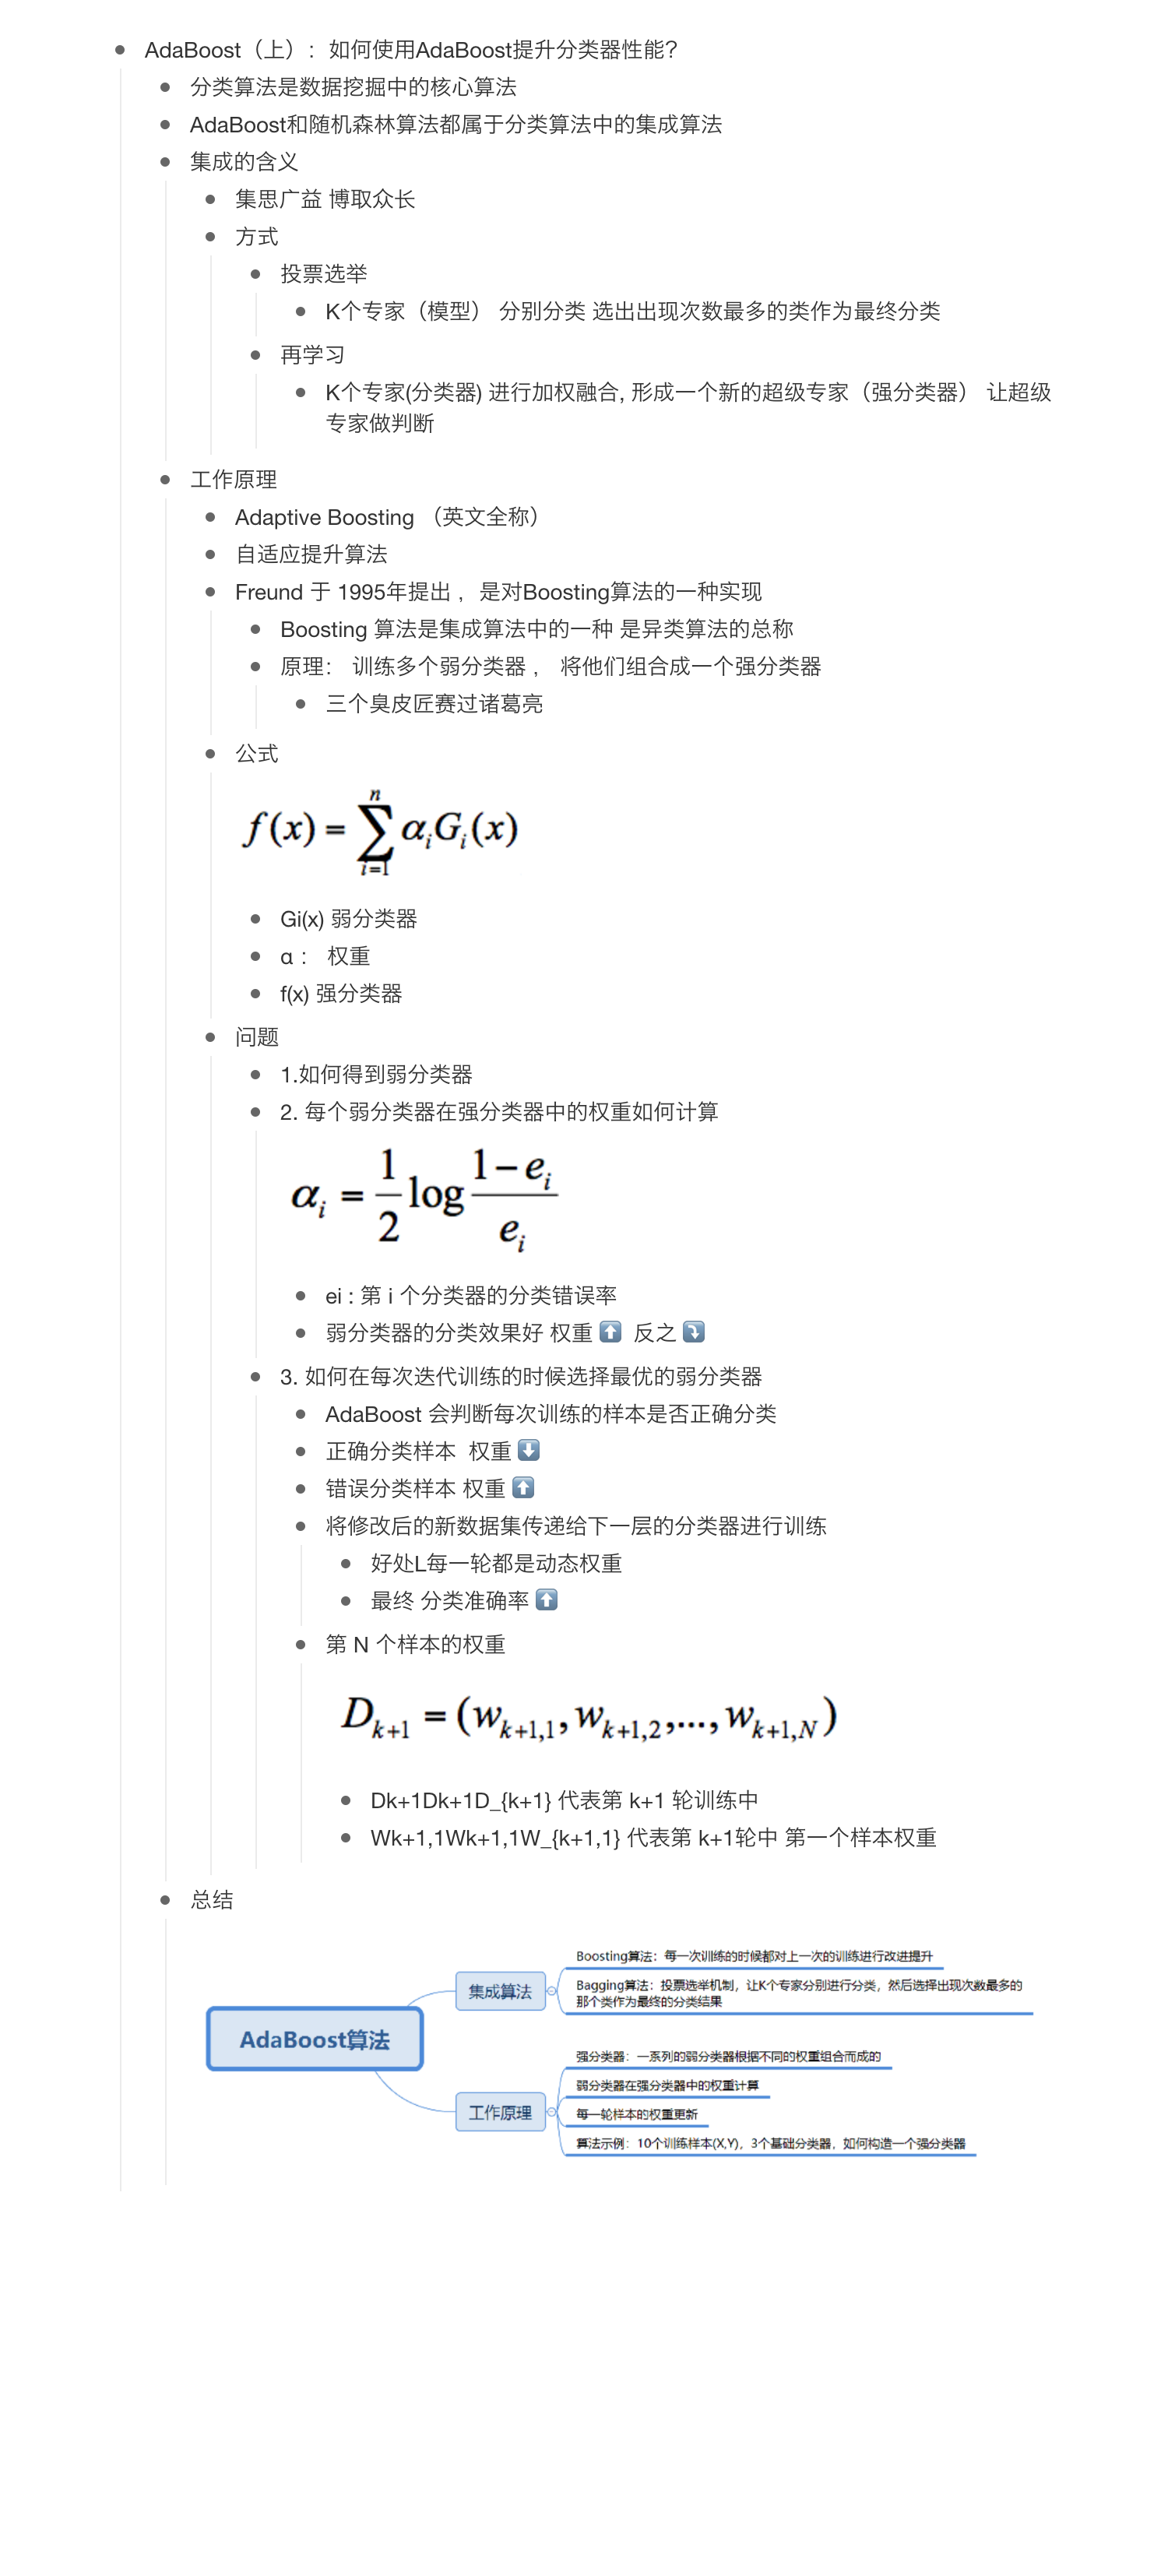 AdaBoost（上）：如何使用AdaBoost提升分类器性能？
分类算法是数据挖掘中的核心算法
AdaBoost和随机森林算法都属于分类算法中的集成算法
集成的含义
集思广益 博取众长
方式
投票选举
K个专家（模型） 分别分类 选出出现次数最多的类作为最终分类
再学习
K个专家(分类器) 进行加权融合, 形成一个新的超级专家（强分类器） 让超级
专家做判断
工作原理
Adaptive Boosting （英文全称）
自适应提升算法
Freund 于 1995年提出 ，是对Boosting算法的一种实现
Boosting 算法是集成算法中的一种 是异类算法的总称
原理： 训练多个弱分类器 ， 将他们组合成一个强分类器
三个臭皮匠赛过诸葛亮
公式
f(x) = \sum_{i=1}^{n} α_i G_i(x)
Gi(x) 弱分类器
α ： 权重
f(x) 强分类器
问题
1.如何得到弱分类器
2. 每个弱分类器在强分类器中的权重如何计算
α_i = \frac{1}{2} log \frac{1-e_i}{e_i}
ei : 第 i 个分类器的分类错误率
弱分类器的分类效果好 权重 ⬆️ 反之 ⤵️
3. 如何在每次迭代训练的时候选择最优的弱分类器
AdaBoost 会判断每次训练的样本是否正确分类
正确分类样本 权重 ⬇️
错误分类样本 权重 ⬆️
将修改后的新数据集传递给下一层的分类器进行训练
好处L每一轮都是动态权重
最终 分类准确率 ⬆️
第 N 个样本的权重
D_{k+1} = (w_{k+1,1}, w_{k+1,2},..., w_{k+1,N})
Dk+1Dk+1D_{k+1} 代表第 k+1 轮训练中
Wk+1,1Wk+1,1W_{k+1,1} 代表第 k+1轮中 第一个样本权重
总结
AdaBoost算法
集成算法
Boosting算法：每一次训练的时候都对上一次的训练进行改进提升
Bagging算法：投票选举机制，让K个专家分别进行分类，然后选择出现次数最多的
那个类作为最终的分类结果
工作原理
强分类器：一系列的弱分类器根据不同的权重组合而成的
弱分类器在强分类器中的权重计算
每一轮样本的权重更新
算法示例：10个训练样本(X,Y)，3个基础分类器，如何构造一个强分类器